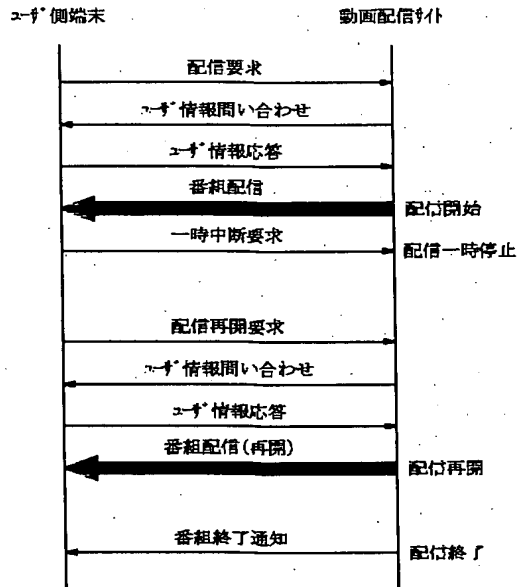 ユーザ側端末
動画配信サイト
配信要求
ユーザ情報問い合わせ
ユーザ情報応答
番組配信
配信開始
一時中断要求
配信一時停止
配信再開要求
ユーザ情報問い合わせ
ユーザ情報応答
番組配信(再開)
配信再開
番組終了通知
配信終了